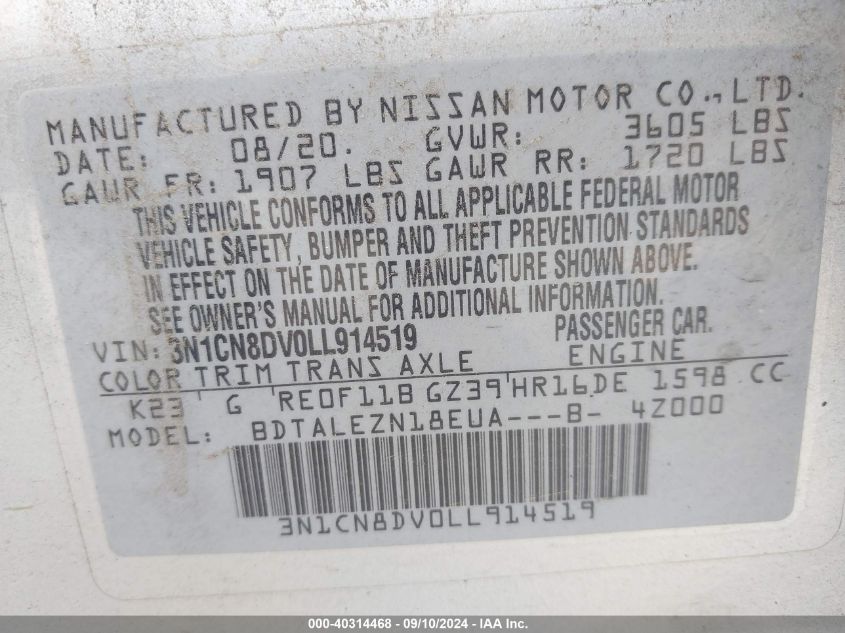 MANUFACTURED BY NISSAN MOTOR CO., LTD.
DATE: 08/20. GVWR: 3605 LBS
GAWR FR: 1907 LBS GAWR RR: 1720 LBS
THIS VEHICLE CONFORMS TO ALL APPLICABLE FEDERAL MOTOR
VEHICLE SAFETY, BUMPER AND THEFT PREVENTION STANDARDS
IN EFFECT ON THE DATE OF MANUFACTURE SHOWN ABOVE.
SEE OWNER'S MANUAL FOR ADDITIONAL INFORMATION.
VIN: 3N1CN8DV0LL914519 PASSENGER CAR.
COLOR TRIM TRANS AXLE ENGINE
K23 G RE0F11B GZ39 HR16DE 1598 CC
MODEL: BDTALEZN18EUA---B- 4Z000
3N1CN8DV0LL914519
000-40314468 - 09/10/2024 - IAA Inc.